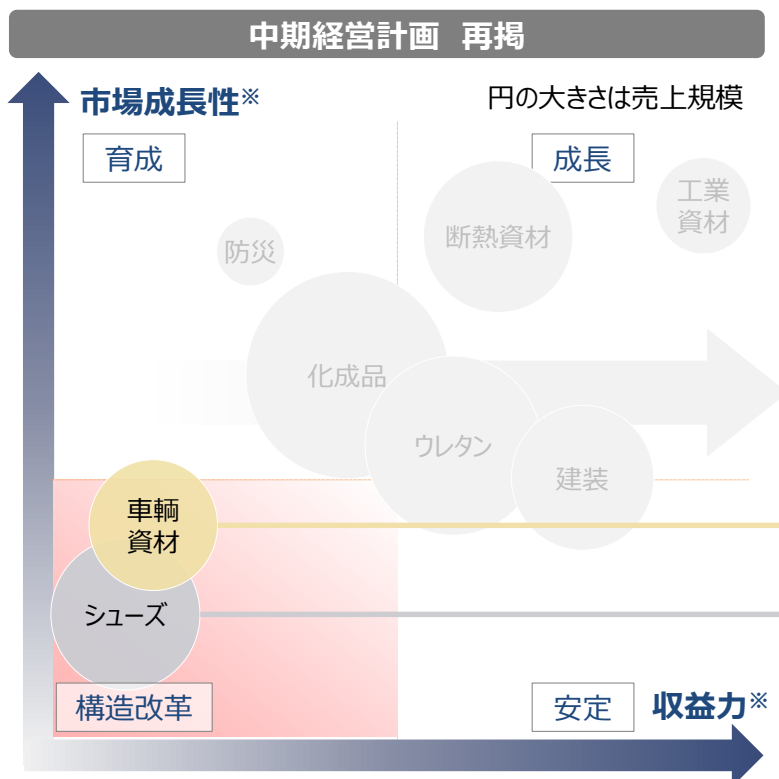 中期経営計画 再掲
市場成長性※
円の大きさは売上規模
育成
成長
工業
資材
断熱資材
防災
化成品
ウレタン
建装
車輌
資材
シューズ
構造改革
安定
収益力※